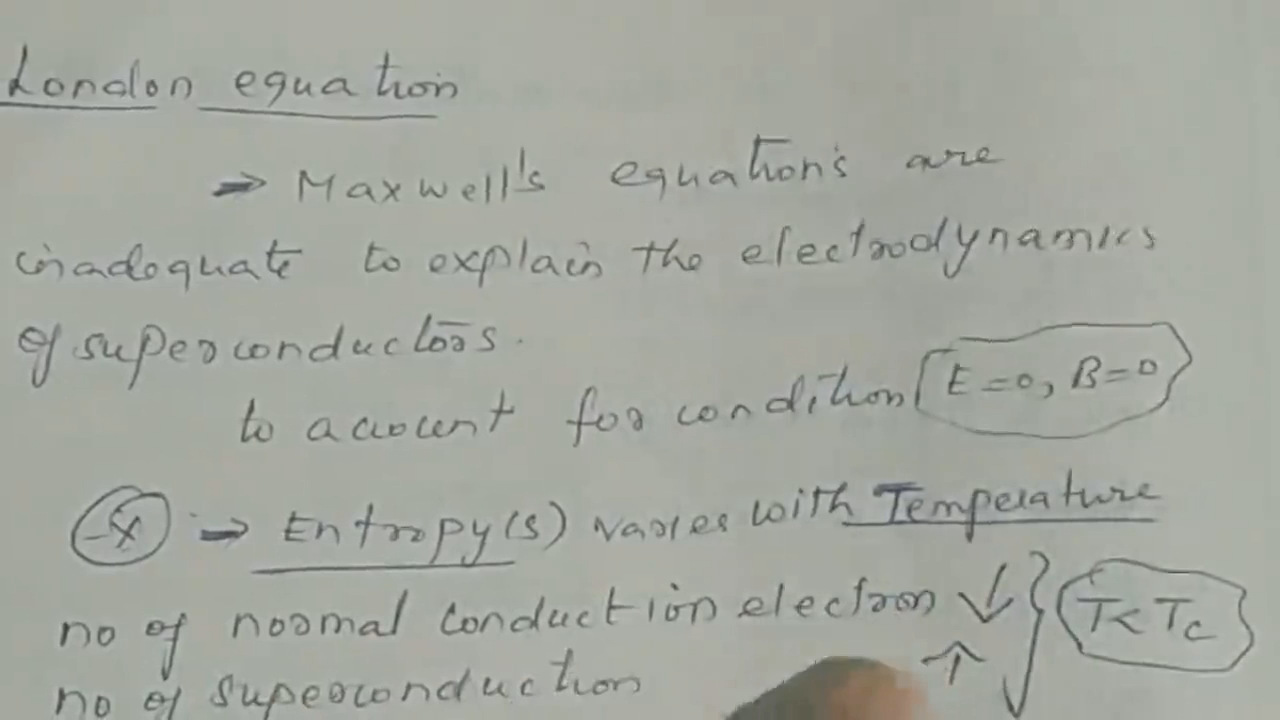 London equation
→ Maxwell's equation's are
inadequate to explain the electrodynamics
of superconductors.
to account for condition E=0, B=0
→ Entropy(s) varies with Temperature
no of normal conduction electron ↓ } T<Tc
no of superconduction ↑